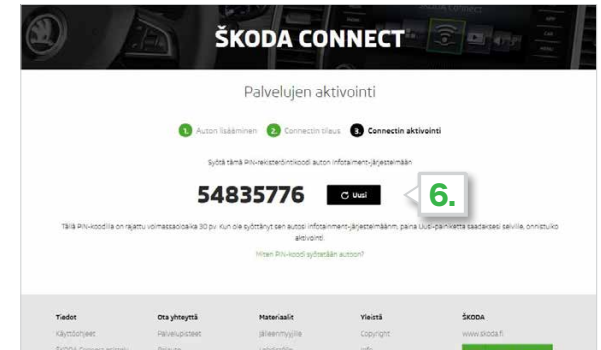 ŠKODA CONNECT
Palvelujen aktivointi
1. Auton lisääminen 2. Connectin tilaus 3. Connectin aktivointi
Syötä tämä PIN-rekisteröintikoodi auton infotaiment-järjestelmään
54835776 Uusi 6.
Tällä PIN-koodilla on rajattu voimassaoloaika 30 pv. Kun ole syöttänyt sen autosi infotainment-järjestelmäänm, paina Uusi-painiketta saadaksesi selville, onnistuiko
aktivointi.
Miten PIN-koodi syötetään autoon?
Tiedot Ota yhteyttä Materiaalit Yleistä ŠKODA
Käyttöohjeet Palvelupisteet Jälleenmyyjille Copyright www.skoda.fi